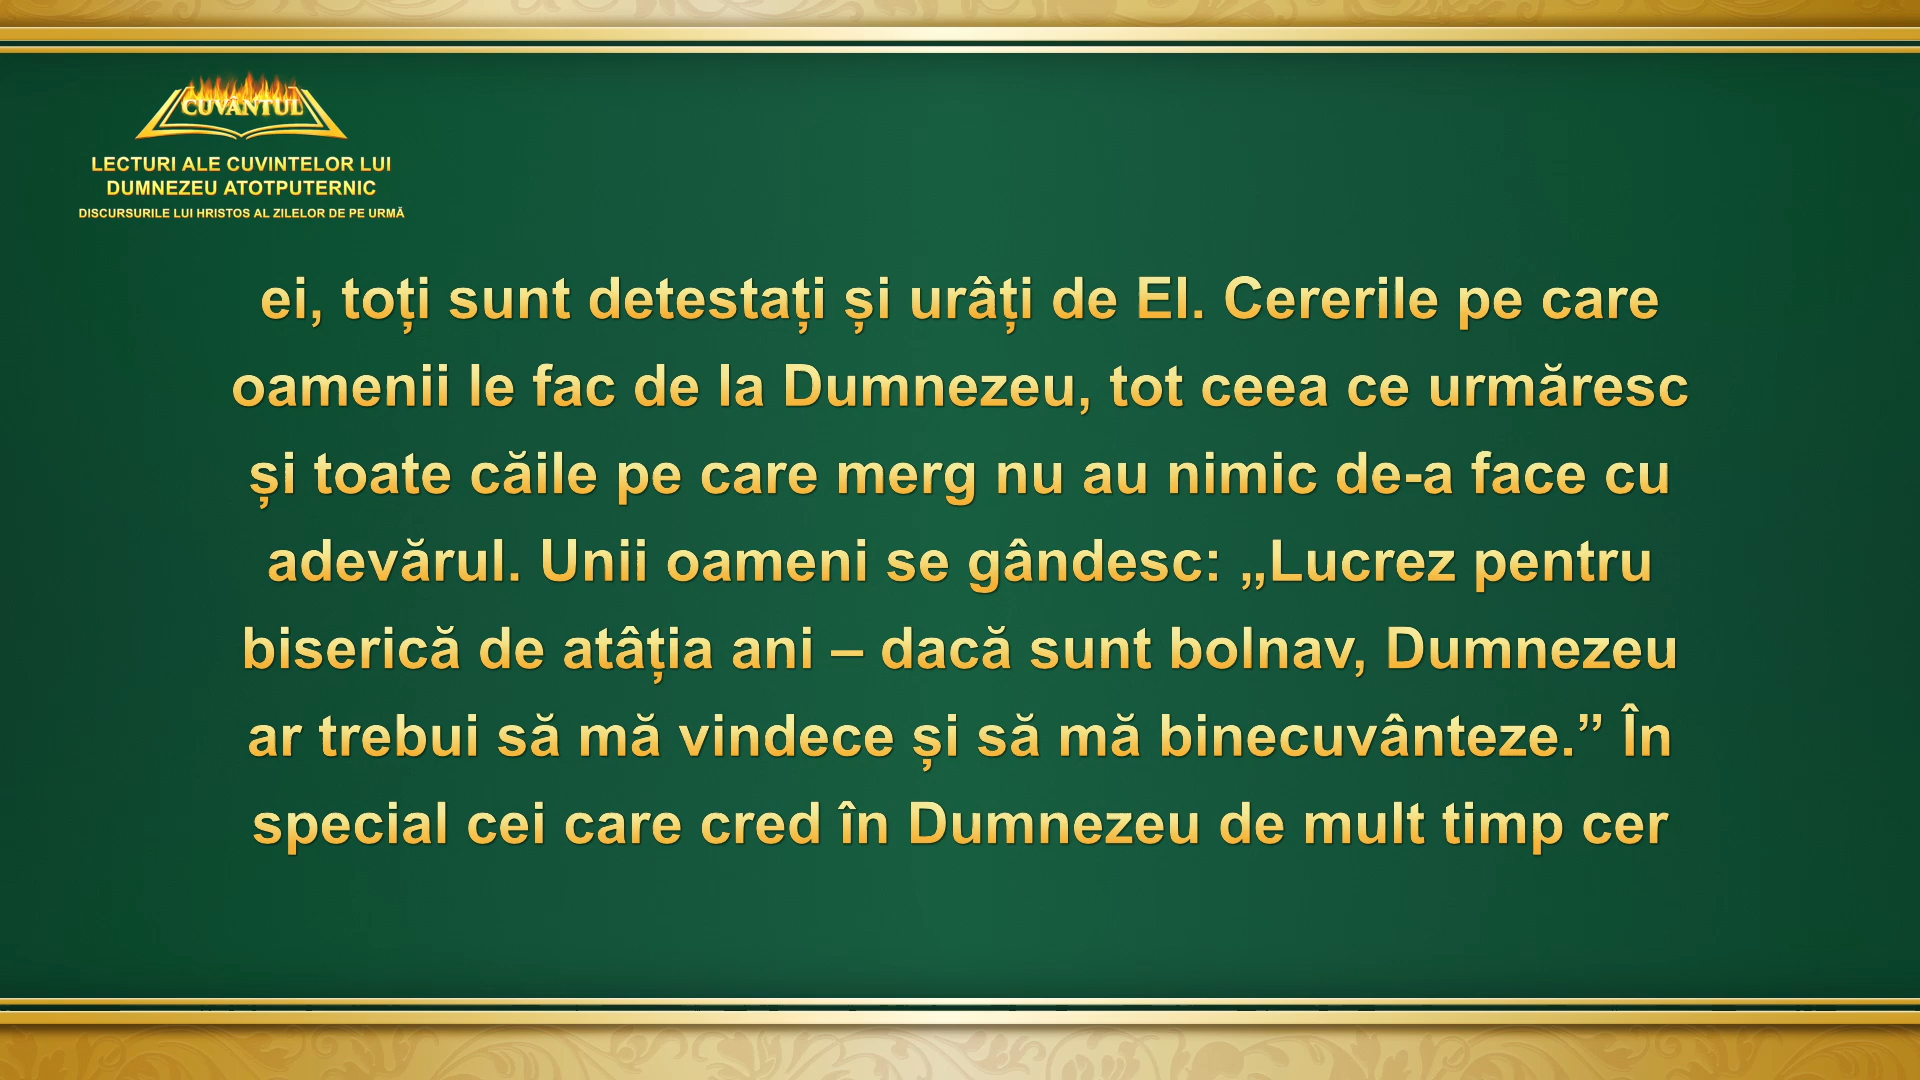 CUVÂNTUL
LECTURI ALE CUVINTELOR LUI
DUMNEZEU ATOTPUTERNIC
DISCURSURILE LUI HRISTOS AL ZILELOR DE PE URMĂ
ei, toți sunt detestați și urâți de El. Cererile pe care
oamenii le fac de la Dumnezeu, tot ceea ce urmăresc
și toate căile pe care merg nu au nimic de-a face cu
adevărul. Unii oameni se gândesc: „Lucrez pentru
biserică de atâția ani – dacă sunt bolnav, Dumnezeu
ar trebui să mă vindece și să mă binecuvânteze.” În
special cei care cred în Dumnezeu de mult timp cer